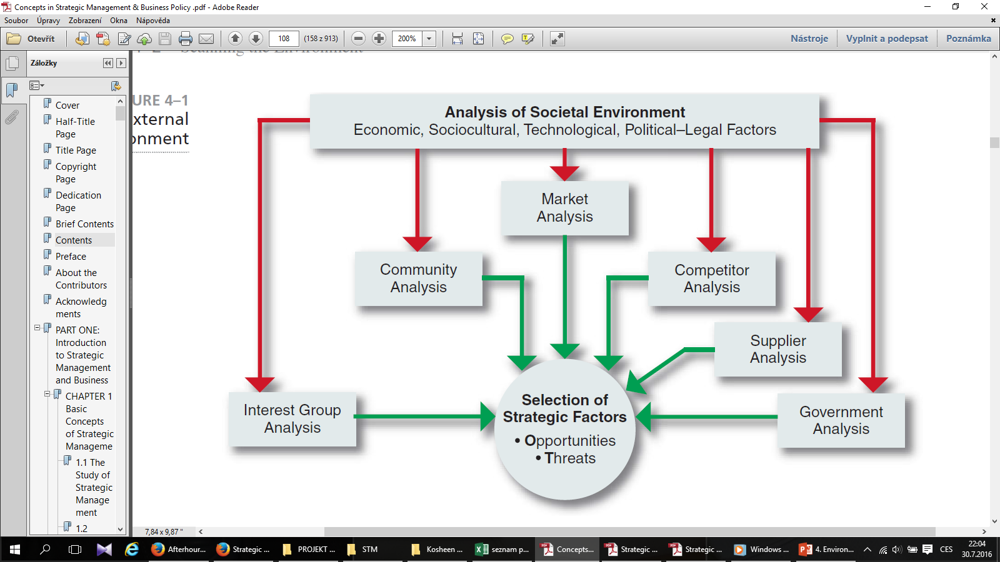 Concepts in Strategic Management & Business Policy .pdf - Adobe Reader
Soubor Úpravy Zobrazení Okna Nápověda
Otevřít 108 (158 z 913) 200% Nástroje Vyplnit a podepsat Poznámka
Záložky
Cover
Half-Title
Page
Title Page
Copyright
Page
Dedication
Page
Brief Contents
Contents
Preface
About the
Contributors
Acknowledg
ments
PART ONE:
Introduction
to Strategic
Management
and Business
CHAPTER 1
Basic
Concepts
of Strategic
Manageme
1.1 The
Study of
Strategic
Manage
ment
1.2
Scanning the Environment
URE 4–1
xternal
onment
Analysis of Societal Environment
Economic, Sociocultural, Technological, Political–Legal Factors
Market
Analysis
Community
Analysis
Competitor
Analysis
Supplier
Analysis
Interest Group
Analysis
Selection of
Strategic Factors
• Opportunities
• Threats
Government
Analysis
7,84 x 9,87 "
Afterhour... Strategic ... PROJEKT ... STM Kosheen ... seznam p... Concepts... Strategic ... Strategic ... Windows ... 4. Environ... CES 22:04
30.7.2016